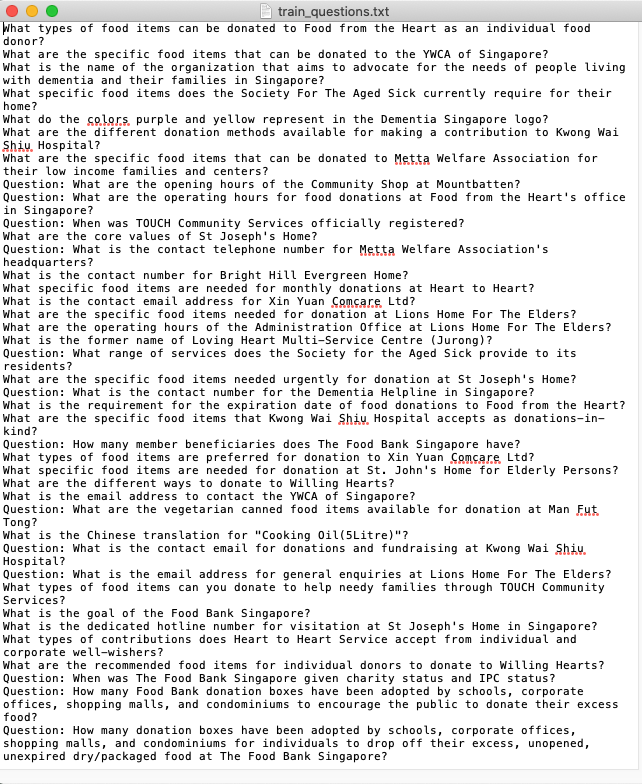 train_questions.txt
What types of food items can be donated to Food from the Heart as an individual food
donor?
What are the specific food items that can be donated to the YWCA of Singapore?
What is the name of the organization that aims to advocate for the needs of people living
with dementia and their families in Singapore?
What specific food items does the Society For The Aged Sick currently require for their
home?
What do the colors purple and yellow represent in the Dementia Singapore logo?
What are the different donation methods available for making a contribution to Kwong Wai
Shiu Hospital?
What are the specific food items that can be donated to Metta Welfare Association for
their low income families and centers?
Question: What are the opening hours of the Community Shop at Mountbatten?
Question: What are the operating hours for food donations at Food from the Heart's office
in Singapore?
Question: When was TOUCH Community Services officially registered?
What are the core values of St Joseph's Home?
Question: What is the contact telephone number for Metta Welfare Association's
headquarters?
What is the contact number for Bright Hill Evergreen Home?
What specific food items are needed for monthly donations at Heart to Heart?
What is the contact email address for Xin Yuan Comcare Ltd?
What are the specific food items needed for donation at Lions Home For The Elders?
What are the operating hours of the Administration Office at Lions Home For The Elders?
What is the former name of Loving Heart Multi-Service Centre (Jurong)?
Question: What range of services does the Society for the Aged Sick provide to its
residents?
What are the specific food items needed urgently for donation at St Joseph's Home?
Question: What is the contact number for the Dementia Helpline in Singapore?
What is the requirement for the expiration date of food donations to Food from the Heart?
What are the specific food items that Kwong Wai Shiu Hospital accepts as donations-in-
kind?
Question: How many member beneficiaries does The Food Bank Singapore have?
What types of food items are preferred for donation to Xin Yuan Comcare Ltd?
What specific food items are needed for donation at St. John's Home for Elderly Persons?
What are the different ways to donate to Willing Hearts?
What is the email address to contact the YWCA of Singapore?
Question: What are the vegetarian canned food items available for donation at Man Fut
Tong?
What is the Chinese translation for "Cooking Oil(5Litre)"?
Question: What is the contact email for donations and fundraising at Kwong Wai Shiu
Hospital?
Question: What is the email address for general enquiries at Lions Home For The Elders?
What types of food items can you donate to help needy families through TOUCH Community
Services?
What is the goal of the Food Bank Singapore?
What is the dedicated hotline number for visitation at St Joseph's Home in Singapore?
What types of contributions does Heart to Heart Service accept from individual and
corporate well-wishers?
What are the recommended food items for individual donors to donate to Willing Hearts?
Question: When was The Food Bank Singapore given charity status and IPC status?
Question: How many Food Bank donation boxes have been adopted by schools, corporate
offices, shopping malls, and condominiums to encourage the public to donate their excess
food?
Question: How many donation boxes have been adopted by schools, corporate offices,
shopping malls, and condominiums for individuals to drop off their excess, unopened,
unexpired dry/packaged food at The Food Bank Singapore?